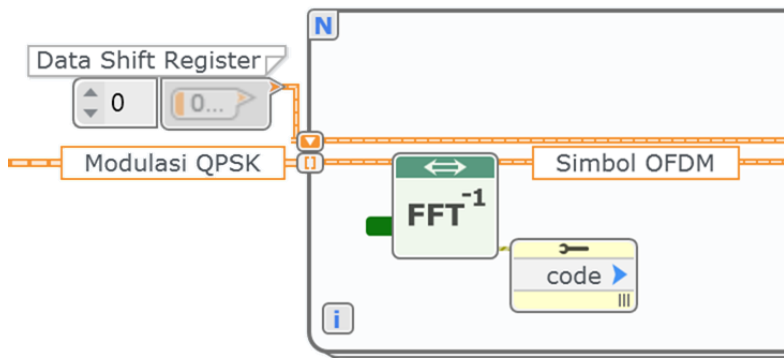 N
Data Shift Register
0
0...
Modulasi QPSK
Simbol OFDM
FFT-1
code
i